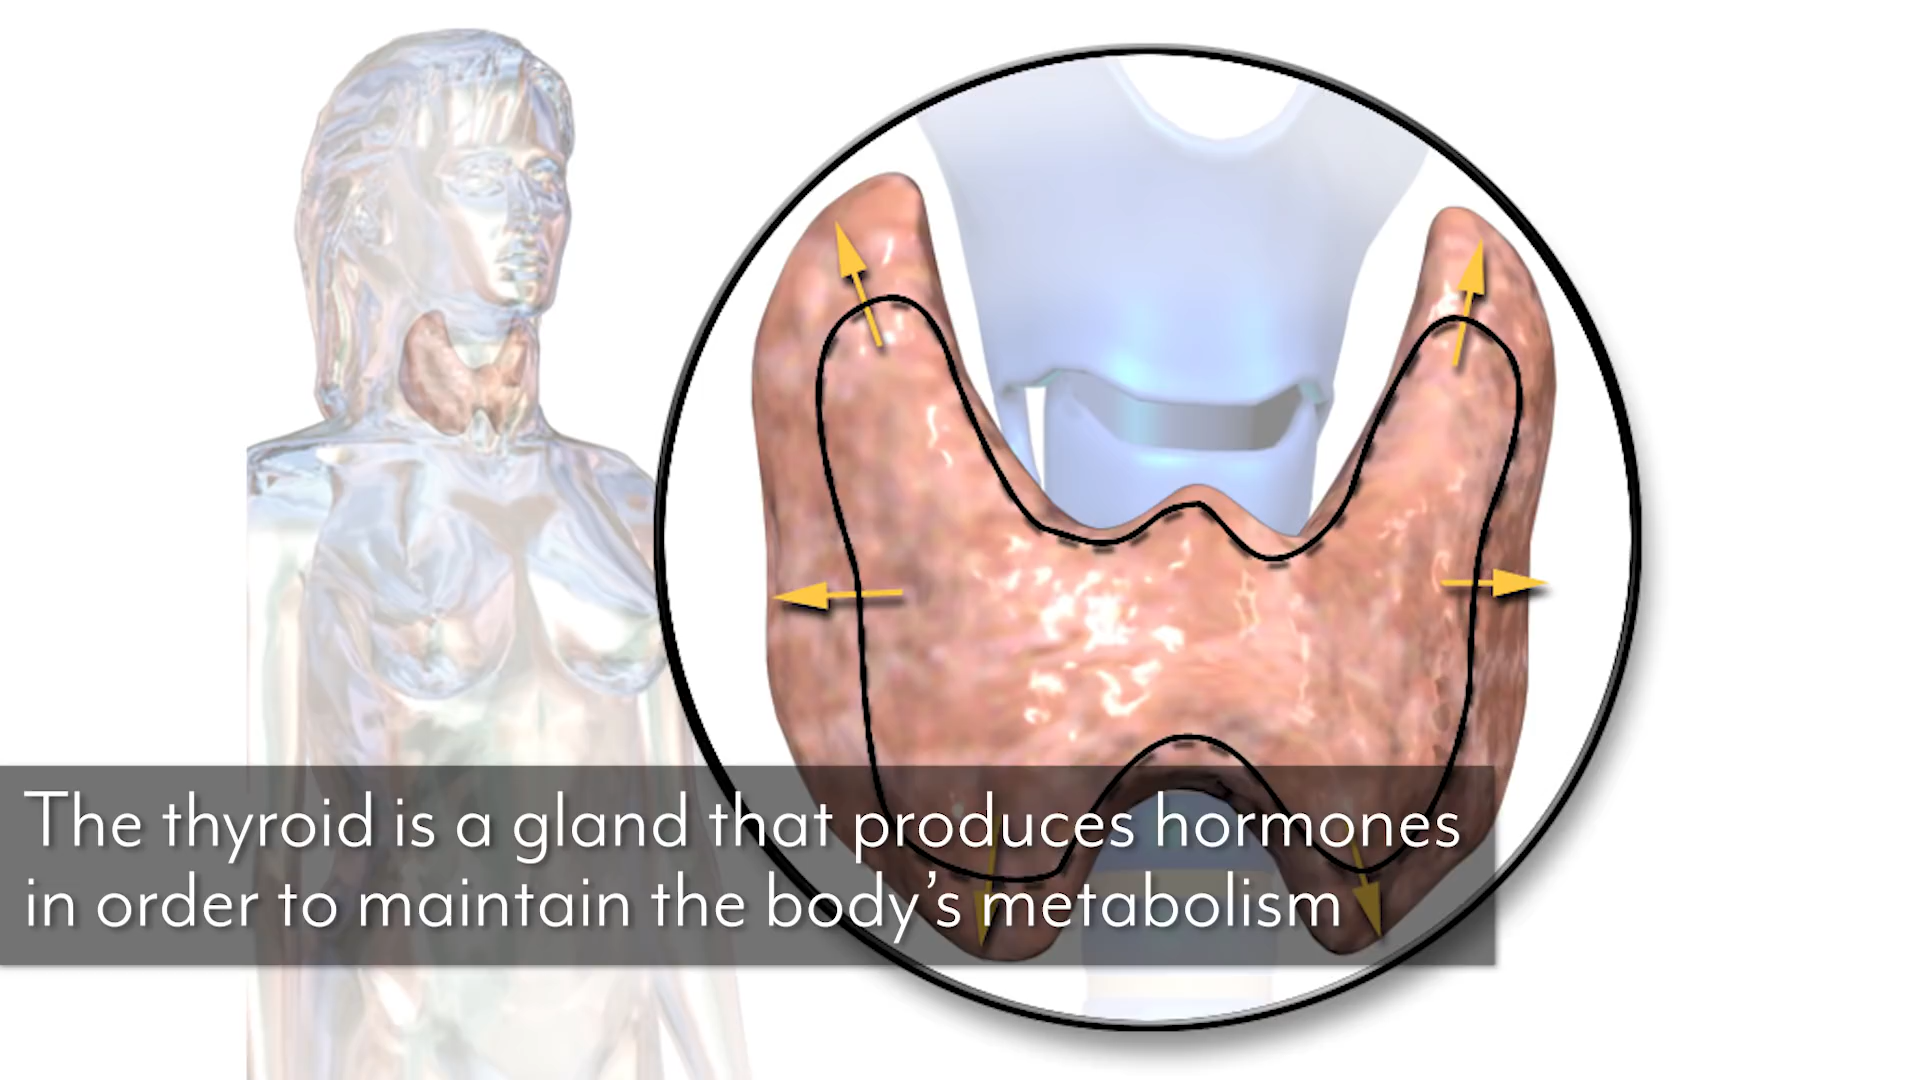 The thyroid is a gland that produces hormones
in order to maintain the body’s metabolism